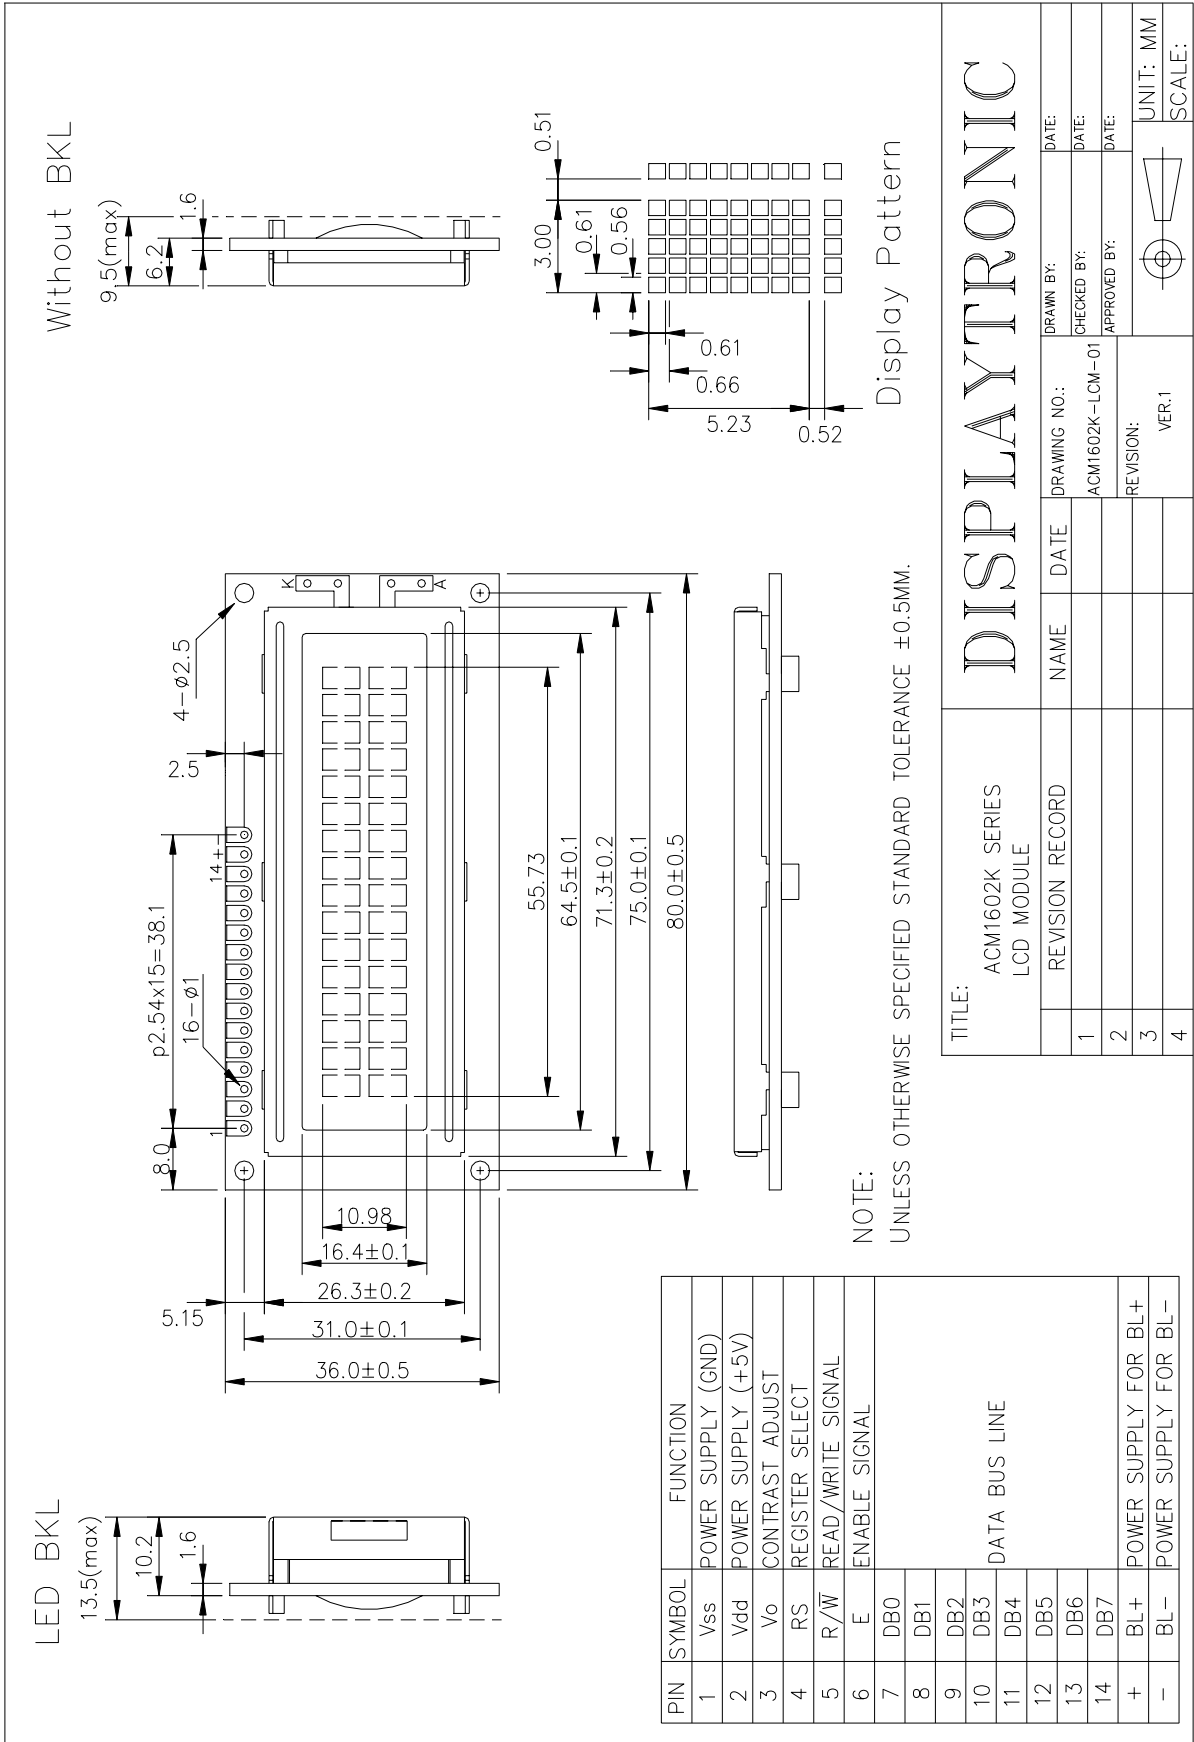 LED BKL
13.5(max)
10.2
1.6
36.0±0.5
31.0±0.1
26.3±0.2
5.15
16.4±0.1
10.98
8.0
p2.54x15=38.1
16-ø1
1
14+-
2.5
4-ø2.5
K
A
55.73
64.5±0.1
71.3±0.2
75.0±0.1
80.0±0.5
Without BKL
9.5(max)
6.2
1.6
3.00
0.51
0.61
0.56
0.61
0.66
5.23
0.52
Display Pattern
PIN SYMBOL FUNCTION
1 Vss POWER SUPPLY (GND)
2 Vdd POWER SUPPLY (+5V)
3 Vo CONTRAST ADJUST
4 RS REGISTER SELECT
5 R/W̅ READ/WRITE SIGNAL
6 E ENABLE SIGNAL
7 DB0
8 DB1
9 DB2
10 DB3 DATA BUS LINE
11 DB4
12 DB5
13 DB6
14 DB7
+ BL+ POWER SUPPLY FOR BL+
- BL- POWER SUPPLY FOR BL-
NOTE:
UNLESS OTHERWISE SPECIFIED STANDARD TOLERANCE ±0.5MM.
TITLE:
ACM1602K SERIES
LCD MODULE
DISPLAYTRONIC
REVISION RECORD NAME DATE
1
2
3
4
DRAWING NO.:
ACM1602K-LCM-01
REVISION:
VER.1
DRAWN BY: DATE:
CHECKED BY: DATE:
APPROVED BY: DATE:
UNIT: MM
SCALE: